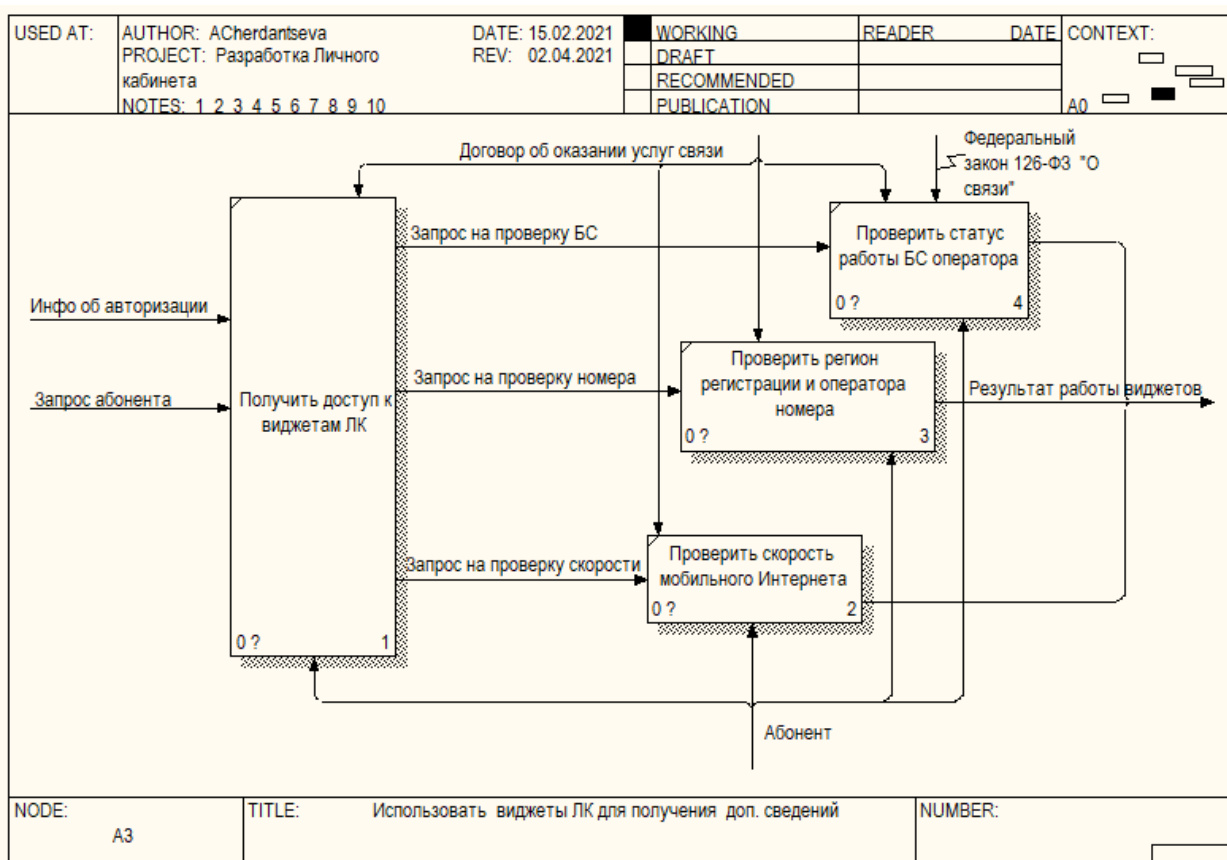 USED AT:
AUTHOR: ACherdantseva
DATE: 15.02.2021
PROJECT: Разработка Личного
кабинета
REV: 02.04.2021
NOTES: 1 2 3 4 5 6 7 8 9 10
WORKING
DRAFT
RECOMMENDED
PUBLICATION
READER
DATE
CONTEXT:
A0
Договор об оказании услуг связи
Федеральный
закон 126-ФЗ "О
связи"
Запрос на проверку БС
Проверить статус
работы БС оператора
0 ?
4
Инфо об авторизации
Запрос абонента
Получить доступ к
виджетам ЛК
0 ?
1
Запрос на проверку номера
Проверить регион
регистрации и оператора
номера
0 ?
3
Результат работы виджетов
Запрос на проверку скорости
Проверить скорость
мобильного Интернета
0 ?
2
Абонент
NODE:
A3
TITLE:
Использовать виджеты ЛК для получения доп. сведений
NUMBER: